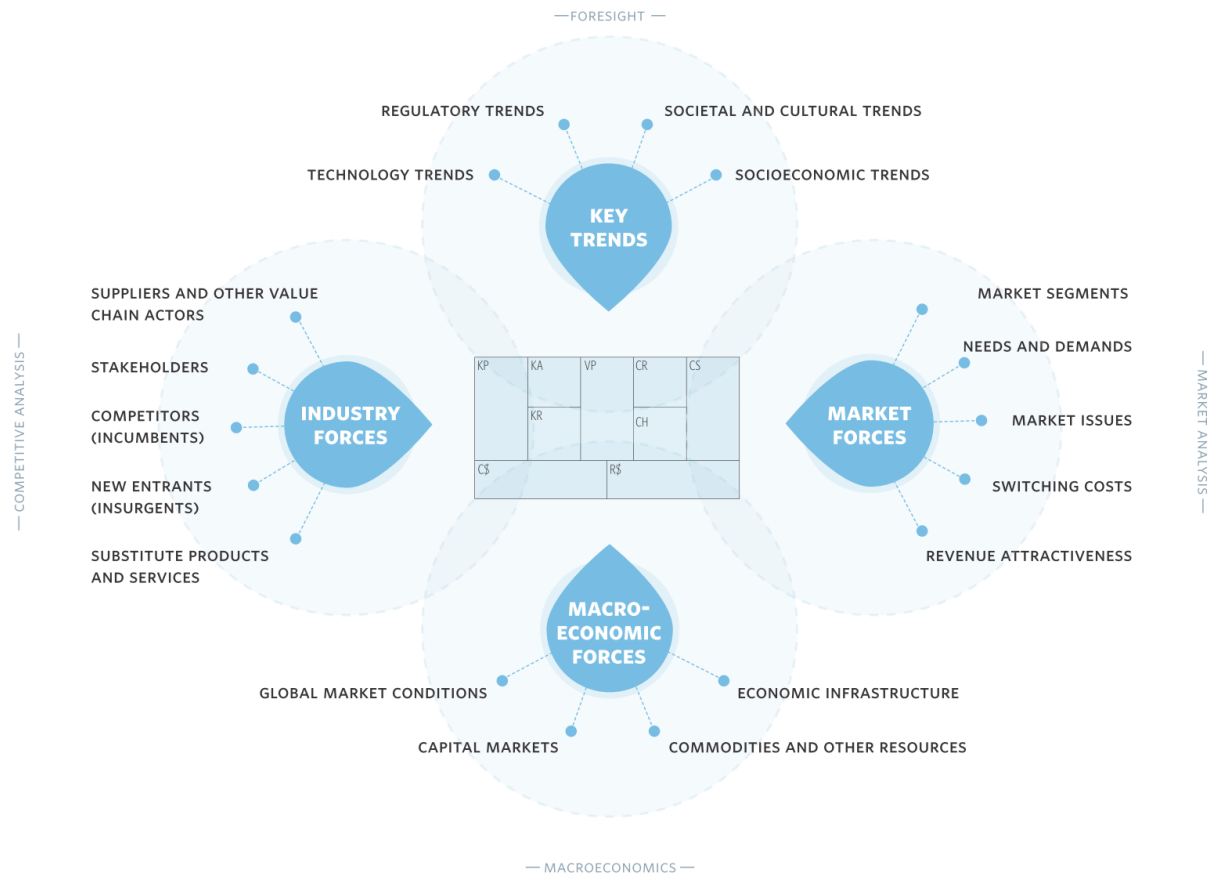 — FORESIGHT —
REGULATORY TRENDS
SOCIETAL AND CULTURAL TRENDS
TECHNOLOGY TRENDS
SOCIOECONOMIC TRENDS
KEY
TRENDS
— COMPETITIVE ANALYSIS —
SUPPLIERS AND OTHER VALUE
CHAIN ACTORS
STAKEHOLDERS
COMPETITORS
(INCUMBENTS)
NEW ENTRANTS
(INSURGENTS)
SUBSTITUTE PRODUCTS
AND SERVICES
INDUSTRY
FORCES
KP
KA
VP
CR
CS
KR
CH
C$
R$
MARKET
FORCES
MARKET SEGMENTS
NEEDS AND DEMANDS
MARKET ISSUES
SWITCHING COSTS
REVENUE ATTRACTIVENESS
— MARKET ANALYSIS —
MACRO-
ECONOMIC
FORCES
GLOBAL MARKET CONDITIONS
ECONOMIC INFRASTRUCTURE
CAPITAL MARKETS
COMMODITIES AND OTHER RESOURCES
— MACROECONOMICS —